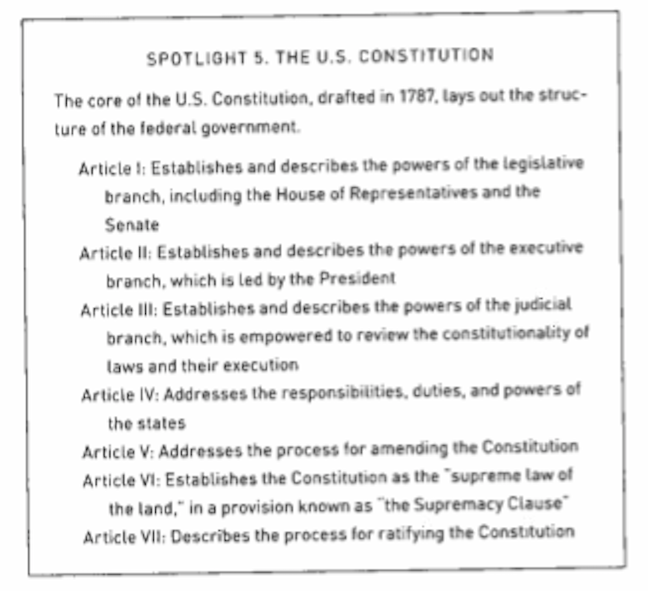 SPOTLIGHT 5. THE U.S. CONSTITUTION
The core of the U.S. Constitution, drafted in 1787, lays out the struc-
ture of the federal government.
Article I: Establishes and describes the powers of the legislative
branch, including the House of Representatives and the
Senate
Article II: Establishes and describes the powers of the executive
branch, which is led by the President
Article III: Establishes and describes the powers of the judicial
branch, which is empowered to review the constitutionality of
laws and their execution
Article IV: Addresses the responsibilities, duties, and powers of
the states
Article V: Addresses the process for amending the Constitution
Article VI: Establishes the Constitution as the "supreme law of
the land," in a provision known as "the Supremacy Clause"
Article VII: Describes the process for ratifying the Constitution